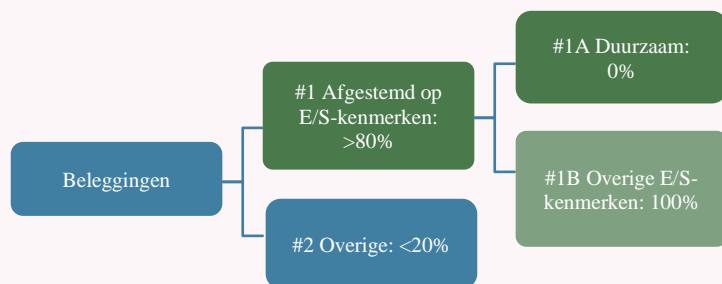 Beleggingen
#1 Afgestemd op
E/S-kenmerken:
>80%
#2 Overige: <20%
#1A Duurzaam:
0%
#1B Overige E/S-
kenmerken: 100%